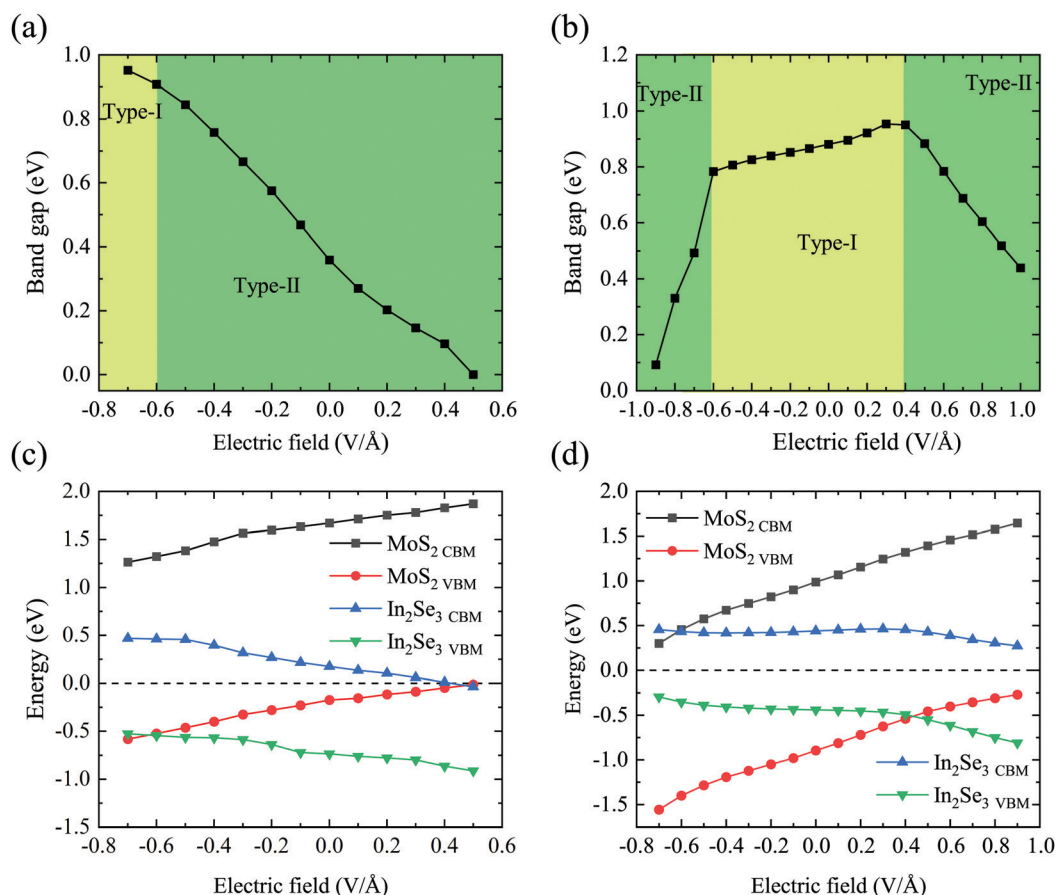 (a)
1.0
0.8
0.6
0.4
0.2
0.0
Band gap (eV)
Type-I
Type-II
-0.8 -0.6 -0.4 -0.2 0.0 0.2 0.4 0.6
Electric field (V/Å)
(b)
1.2
1.0
0.8
0.6
0.4
0.2
0.0
Band gap (eV)
Type-II
Type-I
Type-II
-1.0 -0.8 -0.6 -0.4 -0.2 0.0 0.2 0.4 0.6 0.8 1.0
Electric field (V/Å)
(c)
2.0
1.5
1.0
0.5
0.0
-0.5
-1.0
-1.5
Energy (eV)
MoS₂ CBM
MoS₂ VBM
In₂Se₃ CBM
In₂Se₃ VBM
-0.8 -0.6 -0.4 -0.2 0.0 0.2 0.4 0.6
Electric field (V/Å)
(d)
2.0
1.5
1.0
0.5
0.0
-0.5
-1.0
-1.5
Energy (eV)
MoS₂ CBM
MoS₂ VBM
In₂Se₃ CBM
In₂Se₃ VBM
-0.8 -0.6 -0.4 -0.2 0.0 0.2 0.4 0.6 0.8 1.0
Electric field (V/Å)